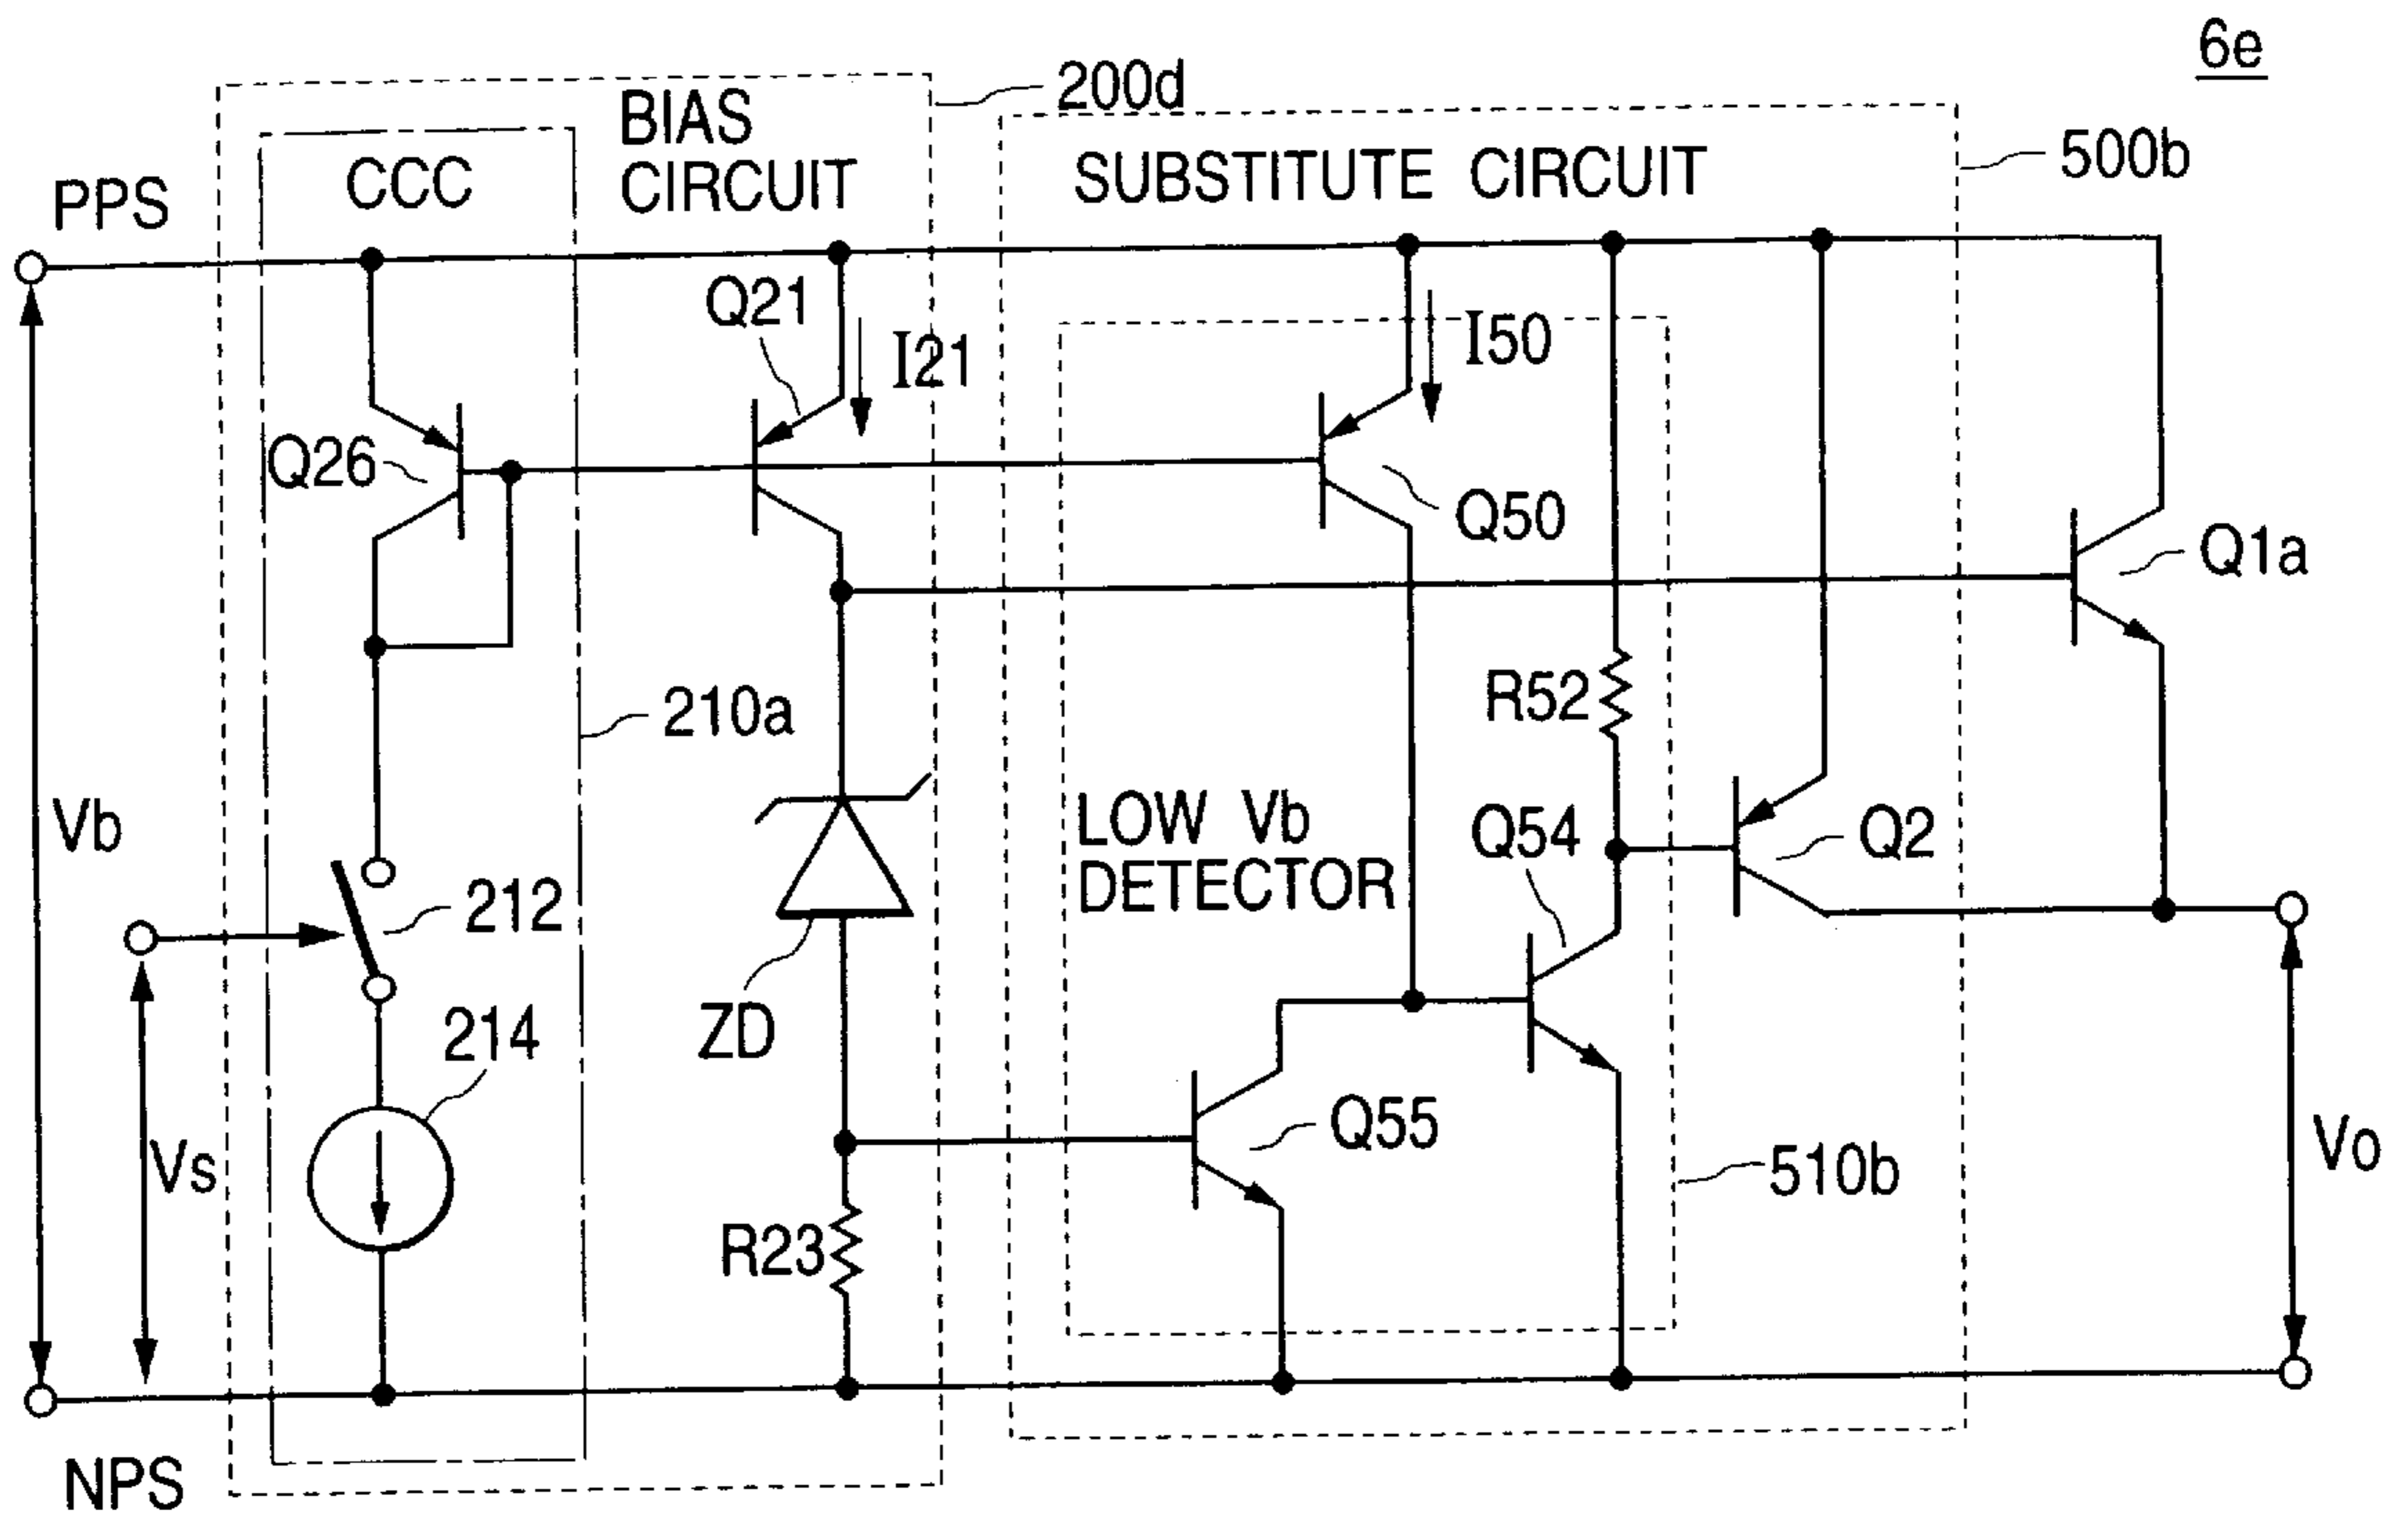 6e
200d
BIAS
CIRCUIT
500b
CCC
SUBSTITUTE CIRCUIT
PPS
Q21
I21
I50
Q26
Q50
Q1a
210a
R52
Vb
LOW Vb
DETECTOR
Q54
Q2
212
ZD
214
Q55
Vs
510b
Vo
R23
NPS